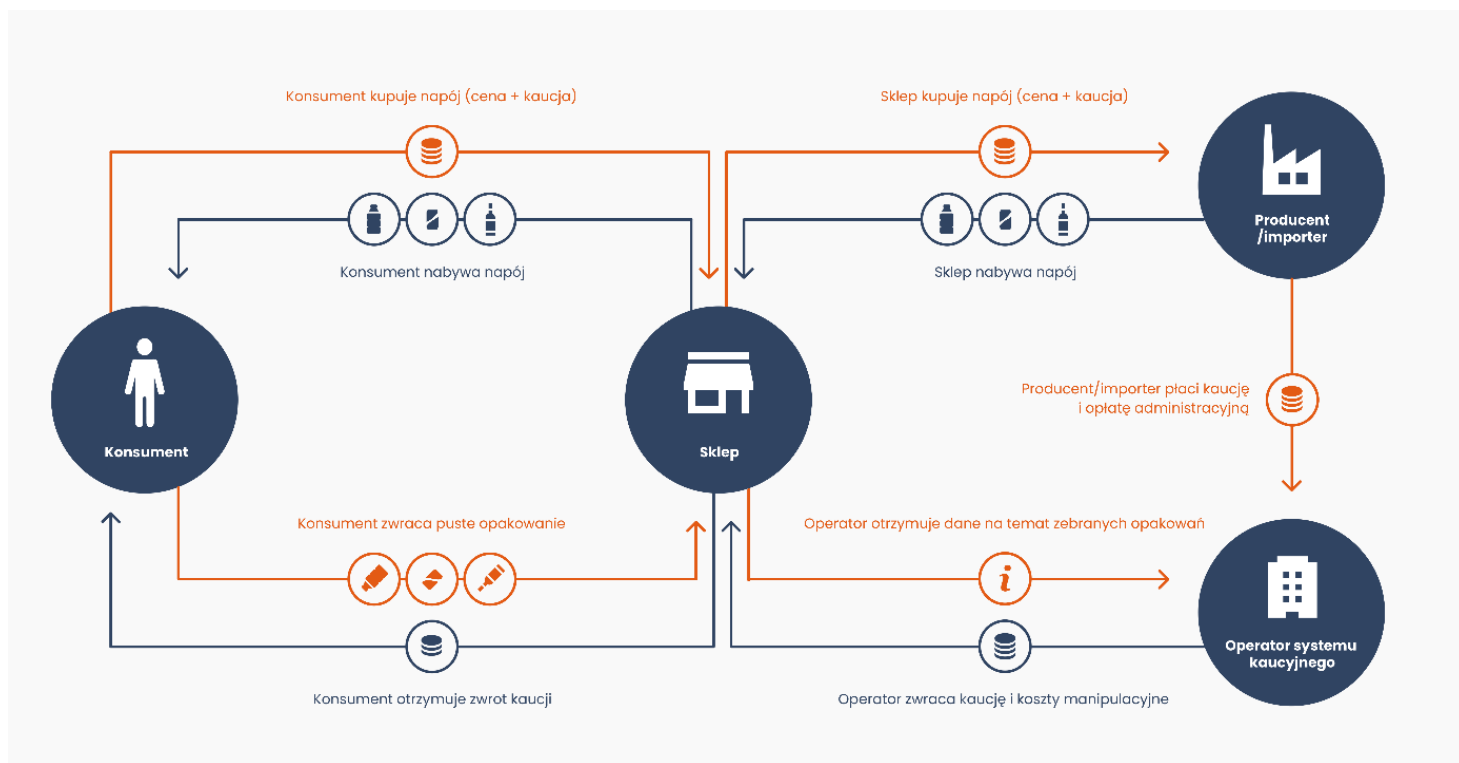 Konsument kupuje napój (cena + kaucja)
Sklep kupuje napój (cena + kaucja)
Producent
/importer
Konsument nabywa napój
Sklep nabywa napój
Producent/importer płaci kaucję
i opłatę administracyjną
Konsument
Sklep
Konsument zwraca puste opakowanie
Operator otrzymuje dane na temat zebranych opakowań
i
Operator systemu
kaucyjnego
Konsument otrzymuje zwrot kaucji
Operator zwraca kaucję i koszty manipulacyjne